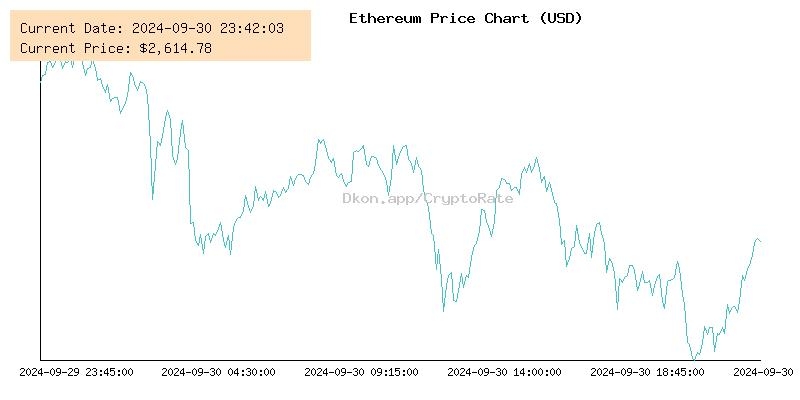 Ethereum Price Chart (USD)
Current Date: 2024-09-30 23:42:03
Current Price: $2,614.78
Dkon.app/CryptoRate
2024-09-29 23:45:00 2024-09-30 04:30:00 2024-09-30 09:15:00 2024-09-30 14:00:00 2024-09-30 18:45:00 2024-09-30